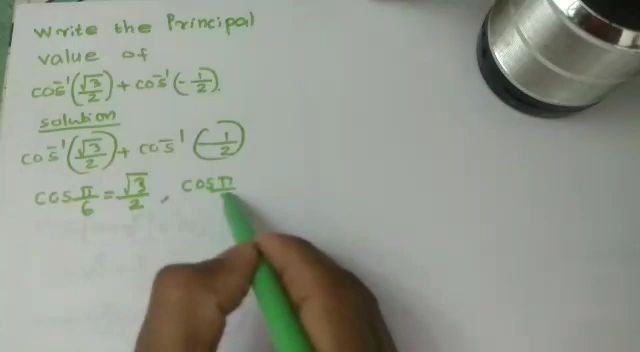 Write the Principal
value of
cos⁻¹(√3/2) + cos⁻¹(-1/2).
solution
cos⁻¹(√3/2) + cos⁻¹(-1/2)
cos π/6 = √3/2, cos π/